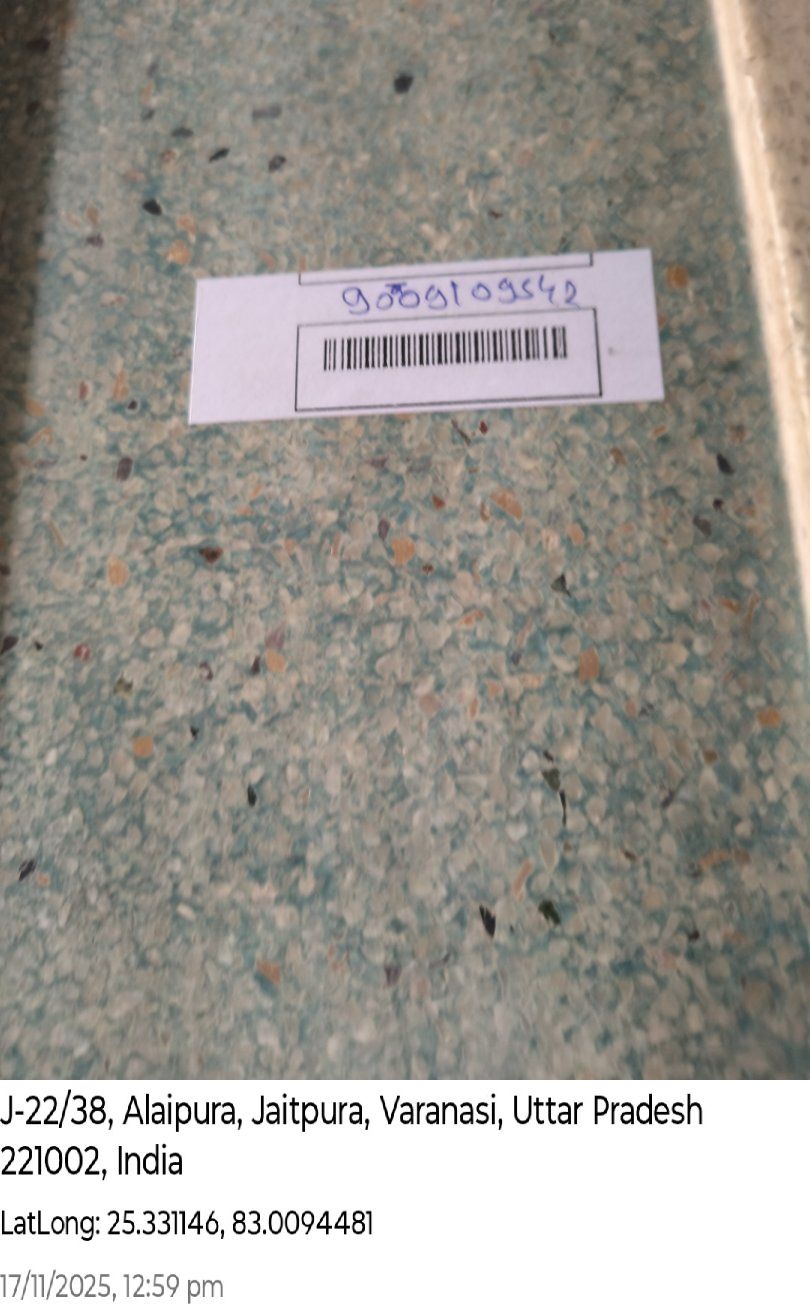 9009109542
J-22/38, Alaipura, Jaitpura, Varanasi, Uttar Pradesh
221002, India
LatLong: 25.331146, 83.0094481
17/11/2025, 12:59 pm